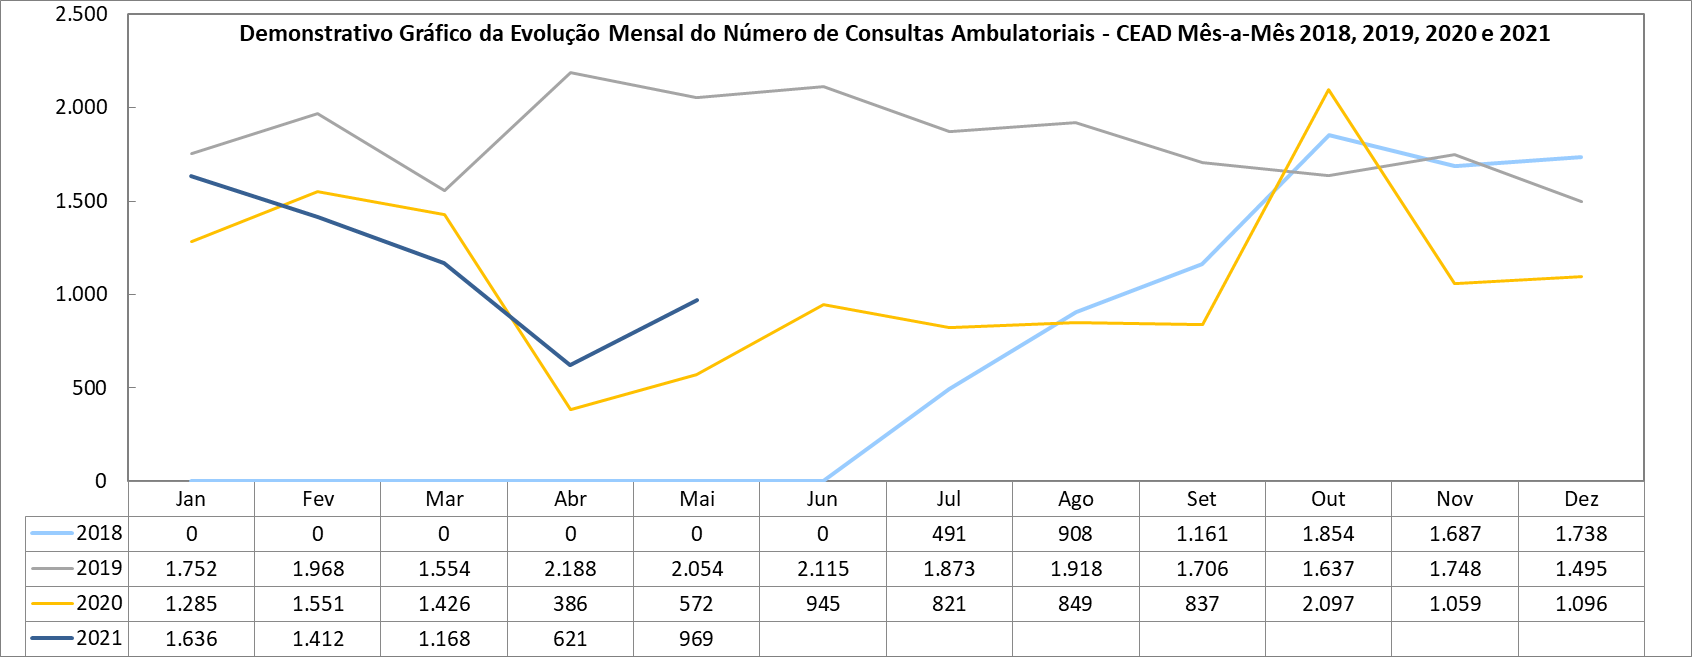 Demonstrativo Gráfico da Evolução Mensal do Número de Consultas Ambulatoriais - CEAD Mês-a-Mês 2018, 2019, 2020 e 2021
2.500
2.000
1.500
1.000
500
0
Jan Fev Mar Abr Mai Jun Jul Ago Set Out Nov Dez
2018 0 0 0 0 0 0 491 908 1.161 1.854 1.687 1.738
2019 1.752 1.968 1.554 2.188 2.054 2.115 1.873 1.918 1.706 1.637 1.748 1.495
2020 1.285 1.551 1.426 386 572 945 821 849 837 2.097 1.059 1.096
2021 1.636 1.412 1.168 621 969